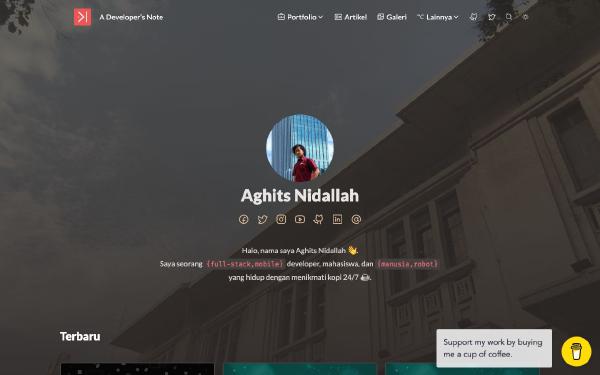 A Developer's Note
Portfolio
Artikel
Galeri
Lainnya
Aghits Nidallah
Halo, nama saya Aghits Nidallah 👋.
Saya seorang {full-stack,mobile} developer, mahasiswa, dan {manusia,robot}
yang hidup dengan menikmati kopi 24/7 ☕.
Terbaru
Support my work by buying
me a cup of coffee.